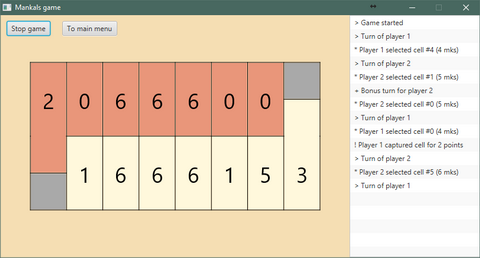 Mankals game
Stop game
To main menu
2 0 6 6 6 0 0
1 6 6 6 1 5 3
> Game started
> Turn of player 1
* Player 1 selected cell #4 (4 mks)
> Turn of player 2
* Player 2 selected cell #1 (5 mks)
+ Bonus turn for player 2
* Player 2 selected cell #0 (5 mks)
> Turn of player 1
* Player 1 selected cell #0 (4 mks)
! Player 1 captured cell for 2 points
> Turn of player 2
* Player 2 selected cell #5 (6 mks)
> Turn of player 1